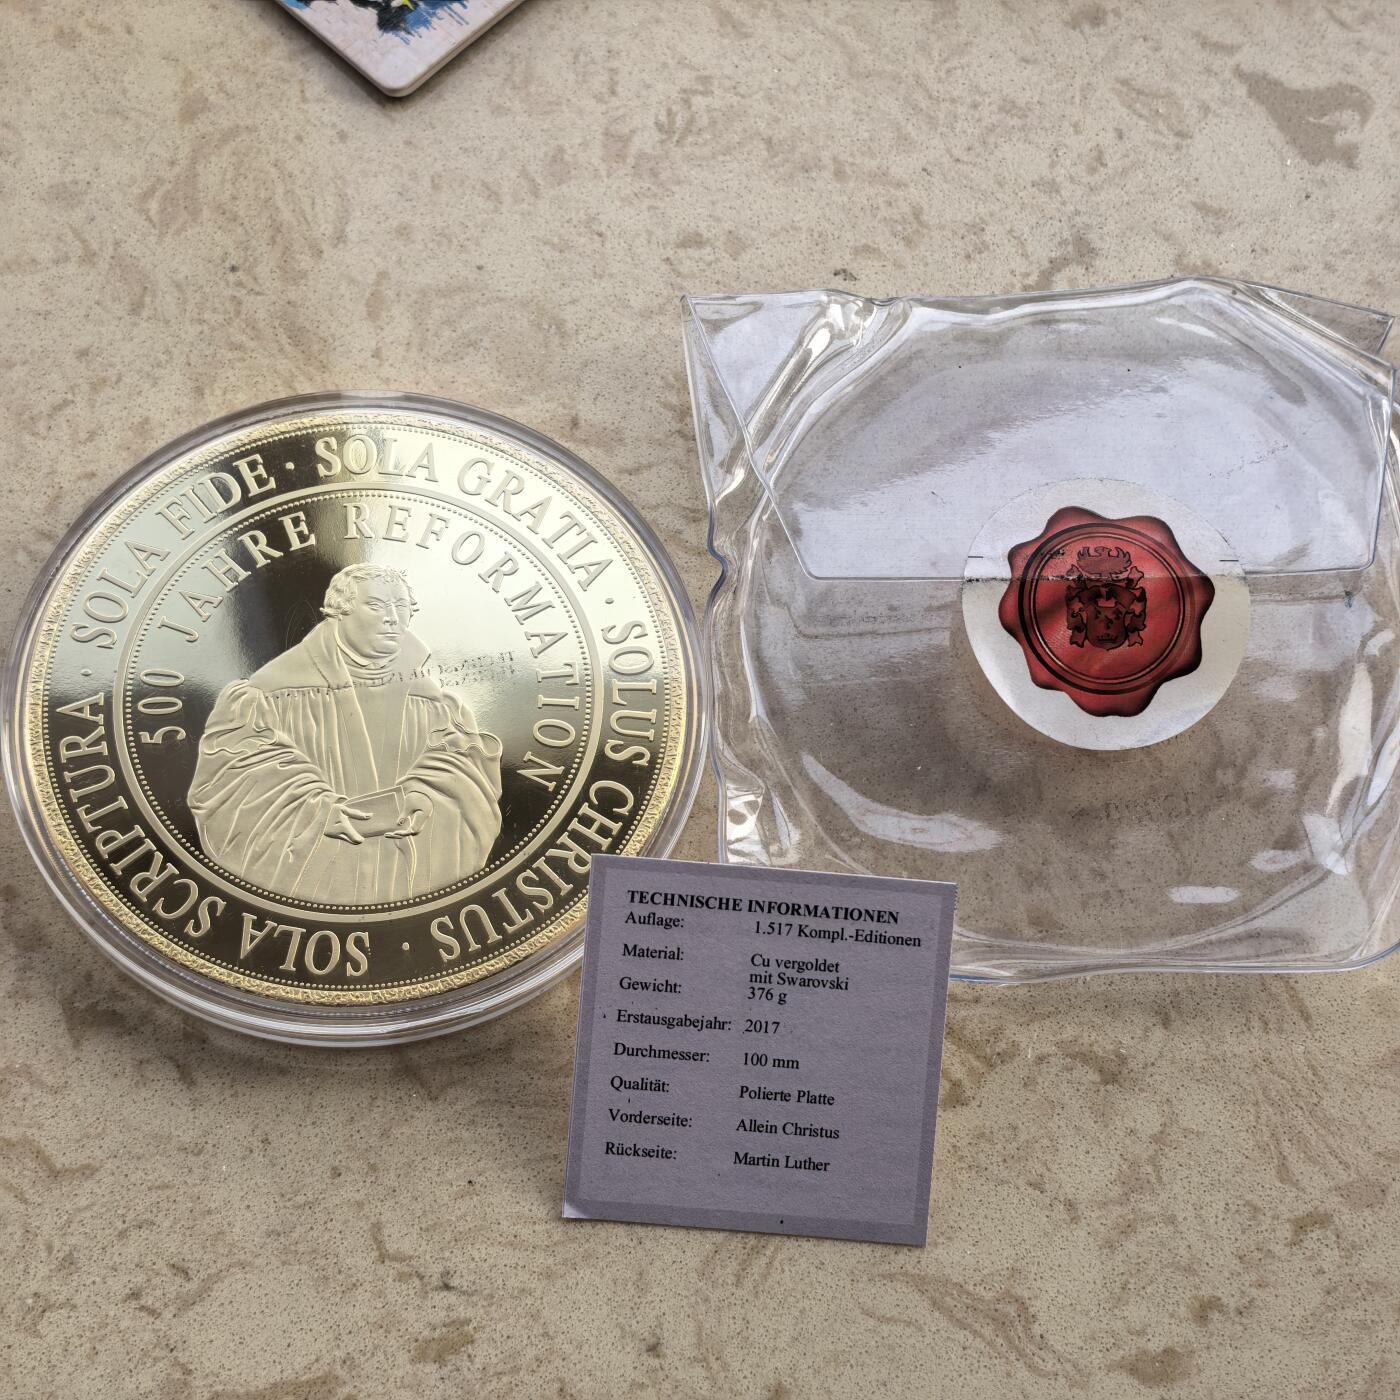 SOLA FIDE · SOLA GRATIA · SOLUS CHRISTUS · SOLA SCRIPTURA ·
500 JAHRE REFORMATION
TECHNISCHE INFORMATIONEN
Auflage: 1.517 Kompl.-Editionen
Material: Cu vergoldet
mit Swarovski
Gewicht: 376 g
Erstausgabejahr: 2017
Durchmesser: 100 mm
Qualität: Polierte Platte
Vorderseite: Allein Christus
Rückseite: Martin Luther